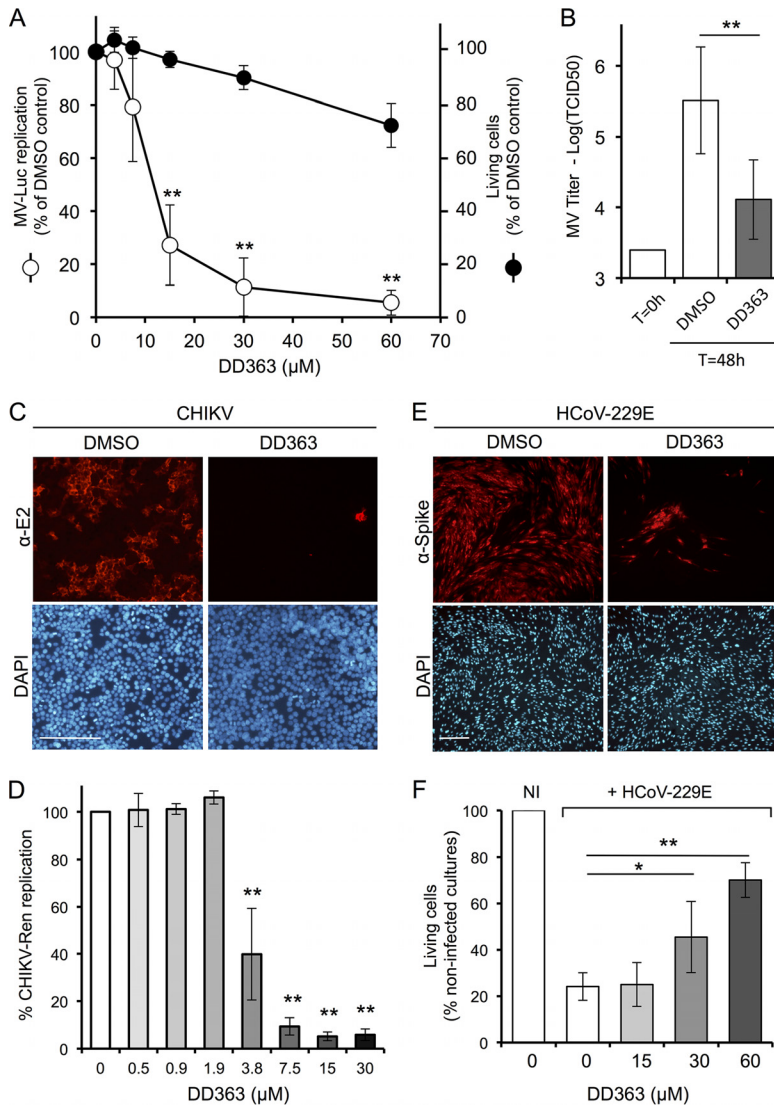 A
MV-Luc replication
(% of DMSO control)
100
80
60
40
20
0
**
**
**
100
80
60
40
20
0
Living cells
(% of DMSO control)
0 10 20 30 40 50 60 70
DD363 (µM)
B
MV Titer - Log(TCID50)
6
5
4
3
**
T=0h
DMSO
DD363
T=48h
C
CHIKV
DMSO DD363
α-E2
DAPI
E
HCoV-229E
DMSO DD363
α-Spike
DAPI
D
% CHIKV-Ren replication
100
80
60
40
20
0
**
**
**
**
0 0.5 0.9 1.9 3.8 7.5 15 30
DD363 (µM)
F
NI + HCoV-229E
Living cells
(% non-infected cultures)
100
80
60
40
20
0
**
*
0 0 15 30 60
DD363 (µM)